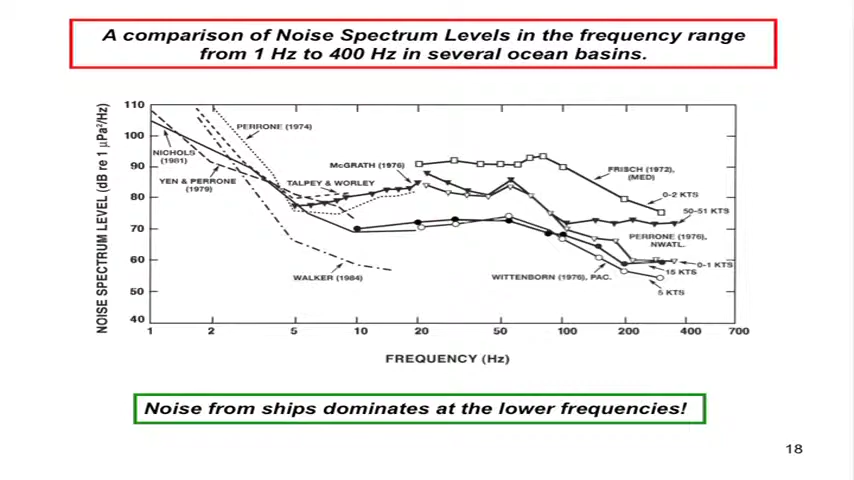 A comparison of Noise Spectrum Levels in the frequency range
from 1 Hz to 400 Hz in several ocean basins.
NOISE SPECTRUM LEVEL (dB re 1 μPa²/Hz)
110
100
90
80
70
60
50
40
PERRONE (1974)
NICHOLS
(1981)
YEN & PERRONE
(1979)
McGRATH (1976)
TALPEY & WORLEY
WALKER (1984)
FRISCH (1972),
(MED)
0-2 KTS
50-51 KTS
PERRONE (1976),
NWATL.
0-1 KTS
15 KTS
WITTENBORN (1976), PAC.
5 KTS
1 2 5 10 20 50 100 200 400 700
FREQUENCY (Hz)
Noise from ships dominates at the lower frequencies!
18